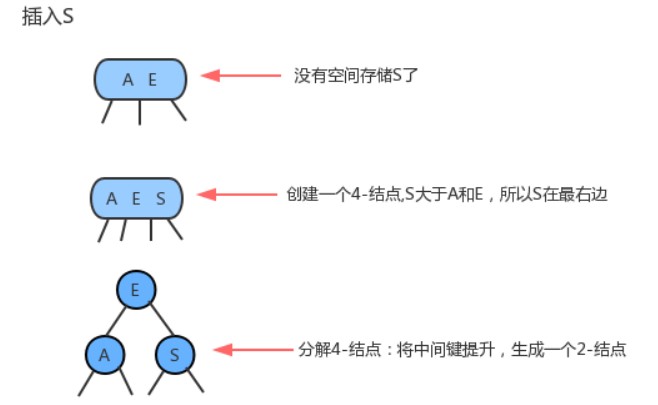 插入S
A E
没有空间存储S了
A E S
创建一个4-结点,S大于A和E，所以S在最右边
E
A S
分解4-结点：将中间键提升，生成一个2-结点